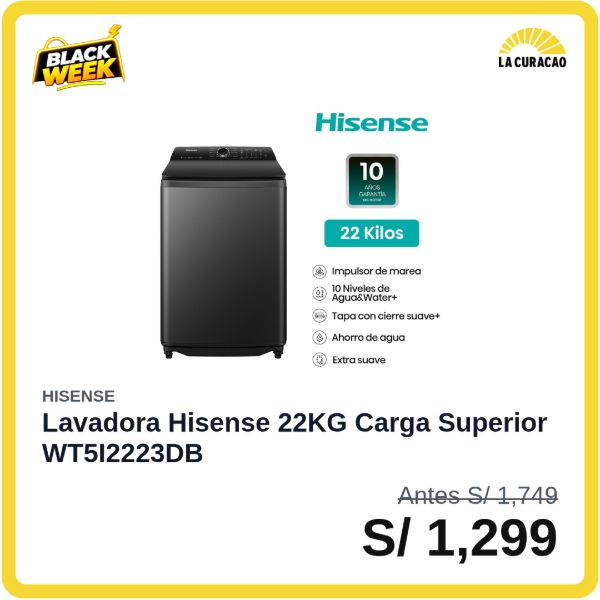 BLACK
WEEK
LA CURACAO
Hisense
10
AÑOS
GARANTÍA
22 Kilos
Impulsor de marea
10 Niveles de
Agua&Water+
Tapa con cierre suave+
Ahorro de agua
Extra suave
HISENSE
Lavadora Hisense 22KG Carga Superior
WT5I2223DB
Antes S/ 1,749
S/ 1,299